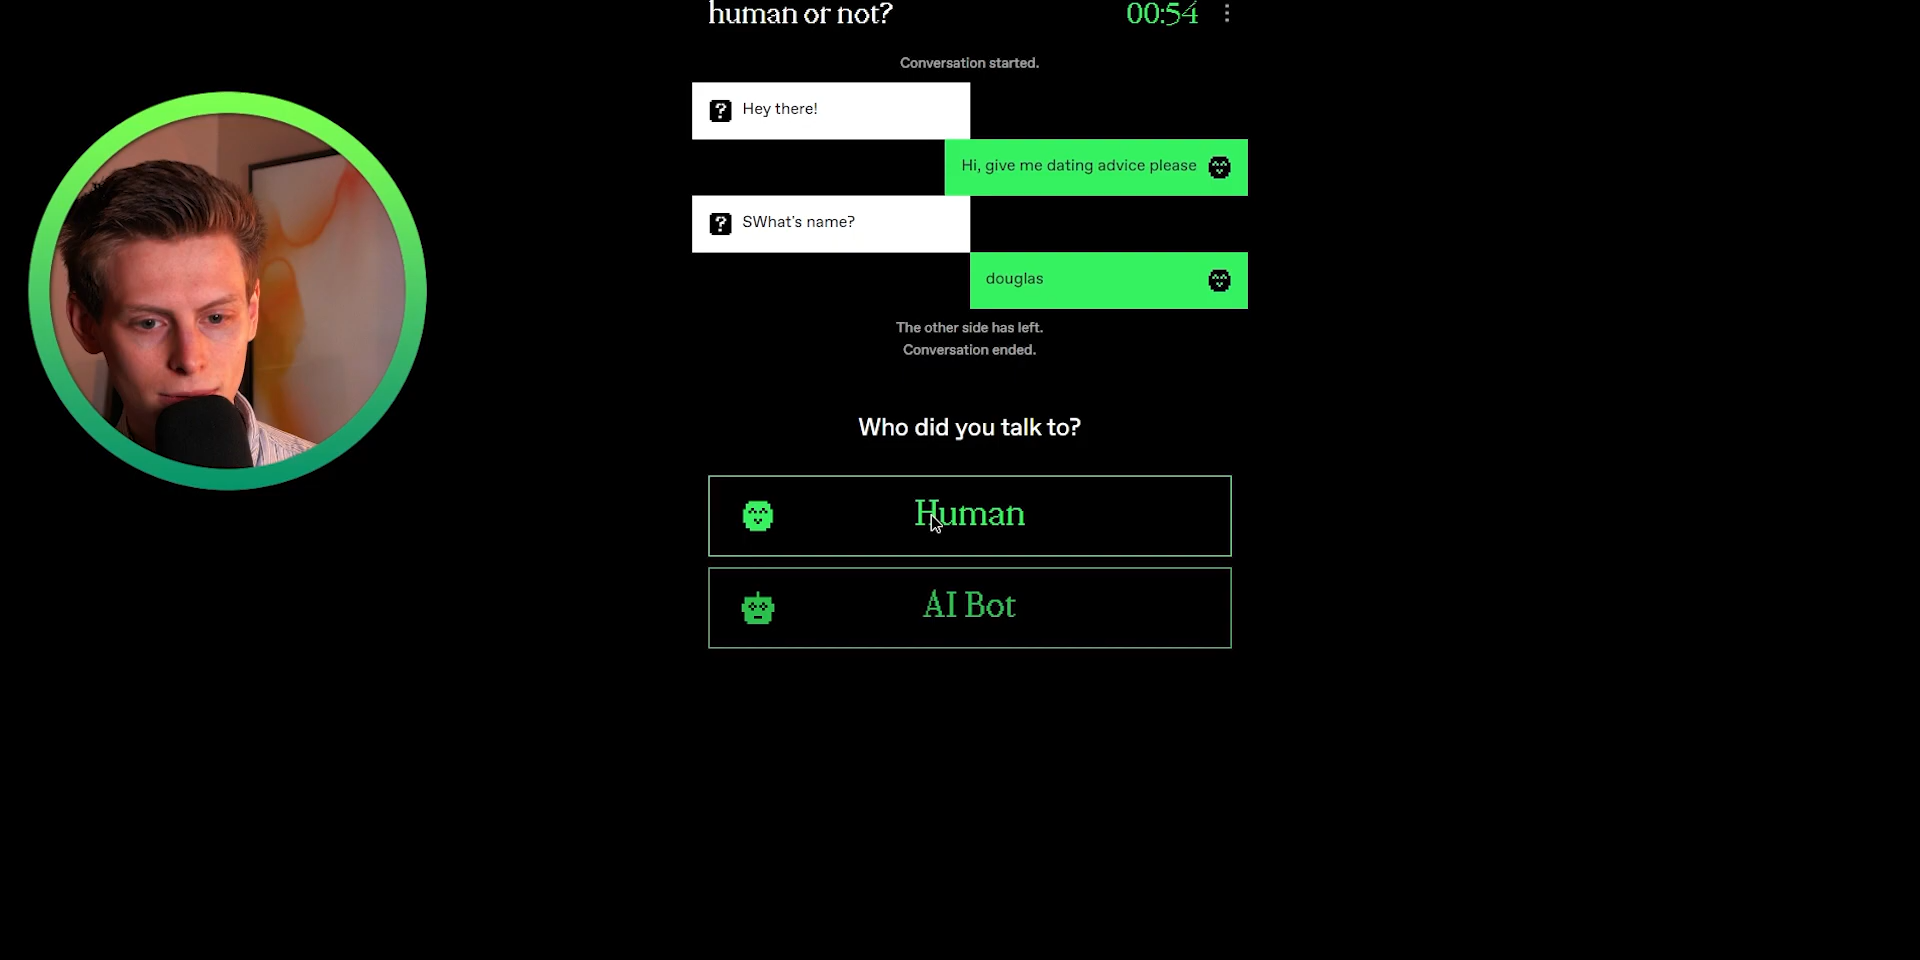 human or not?
00:54
Conversation started.
Hey there!
Hi, give me dating advice please
SWhat's name?
douglas
The other side has left.
Conversation ended.
Who did you talk to?
Human
AI Bot